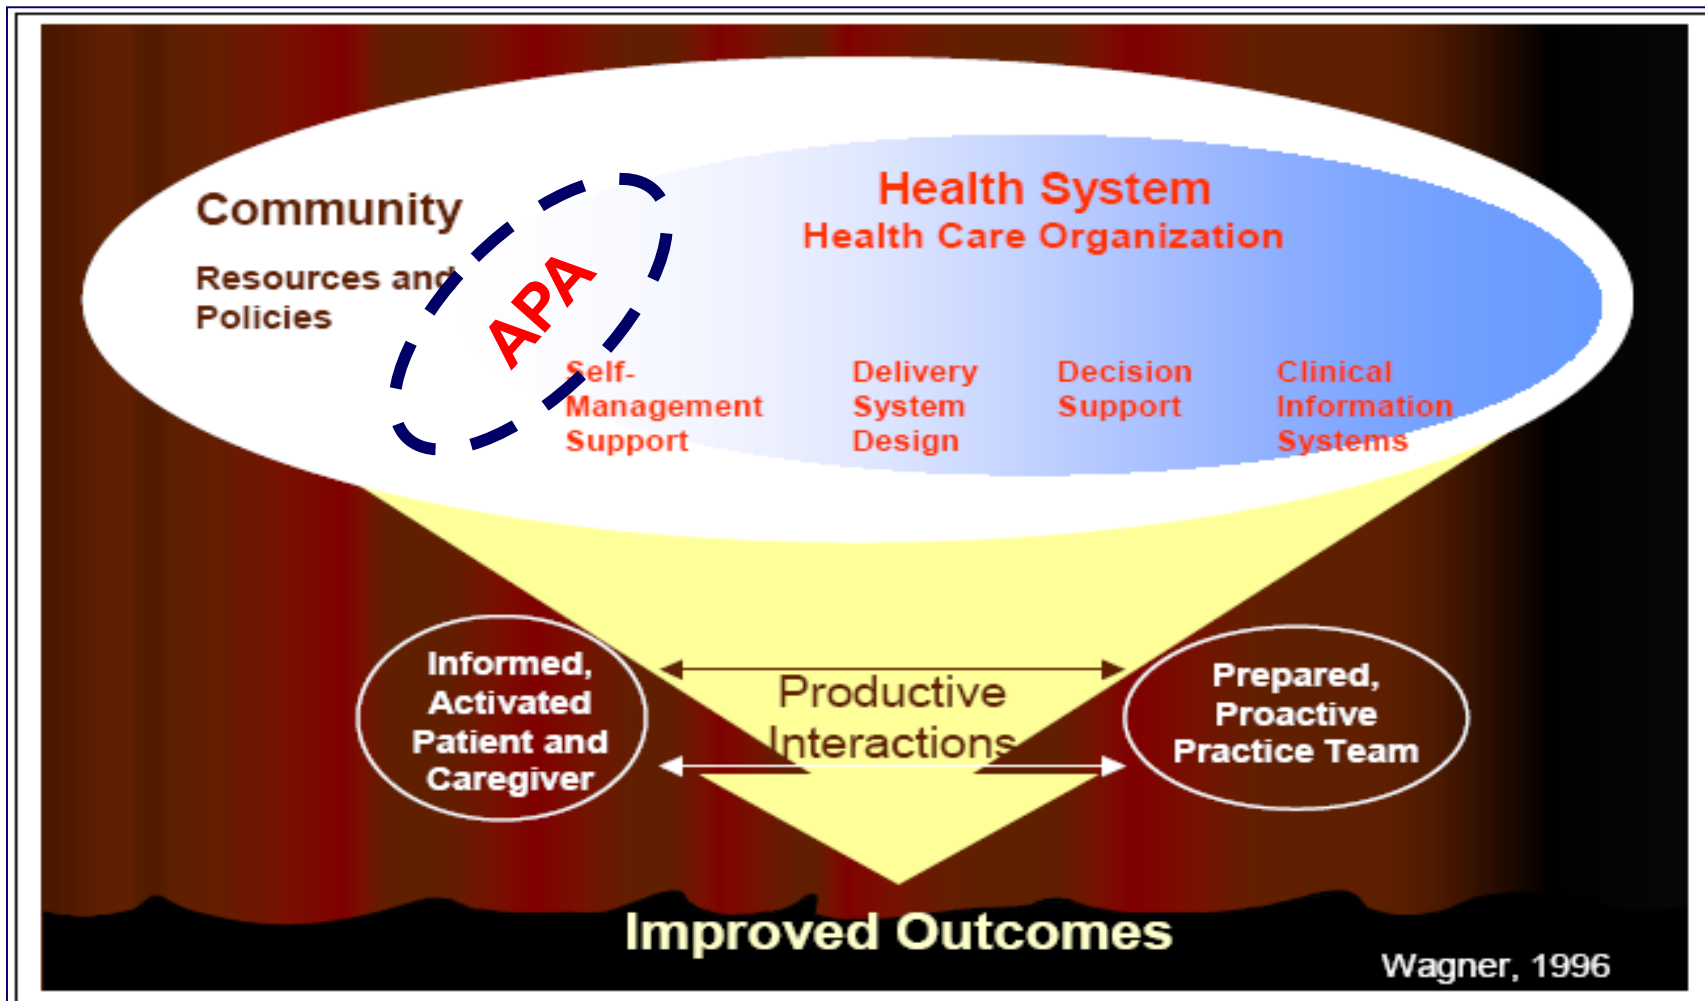 Community
Resources and
Policies
APA
Health System
Health Care Organization
Self-
Management
Support
Delivery
System
Design
Decision
Support
Clinical
Information
Systems
Informed,
Activated
Patient and
Caregiver
Productive
Interactions
Prepared,
Proactive
Practice Team
Improved Outcomes
Wagner, 1996